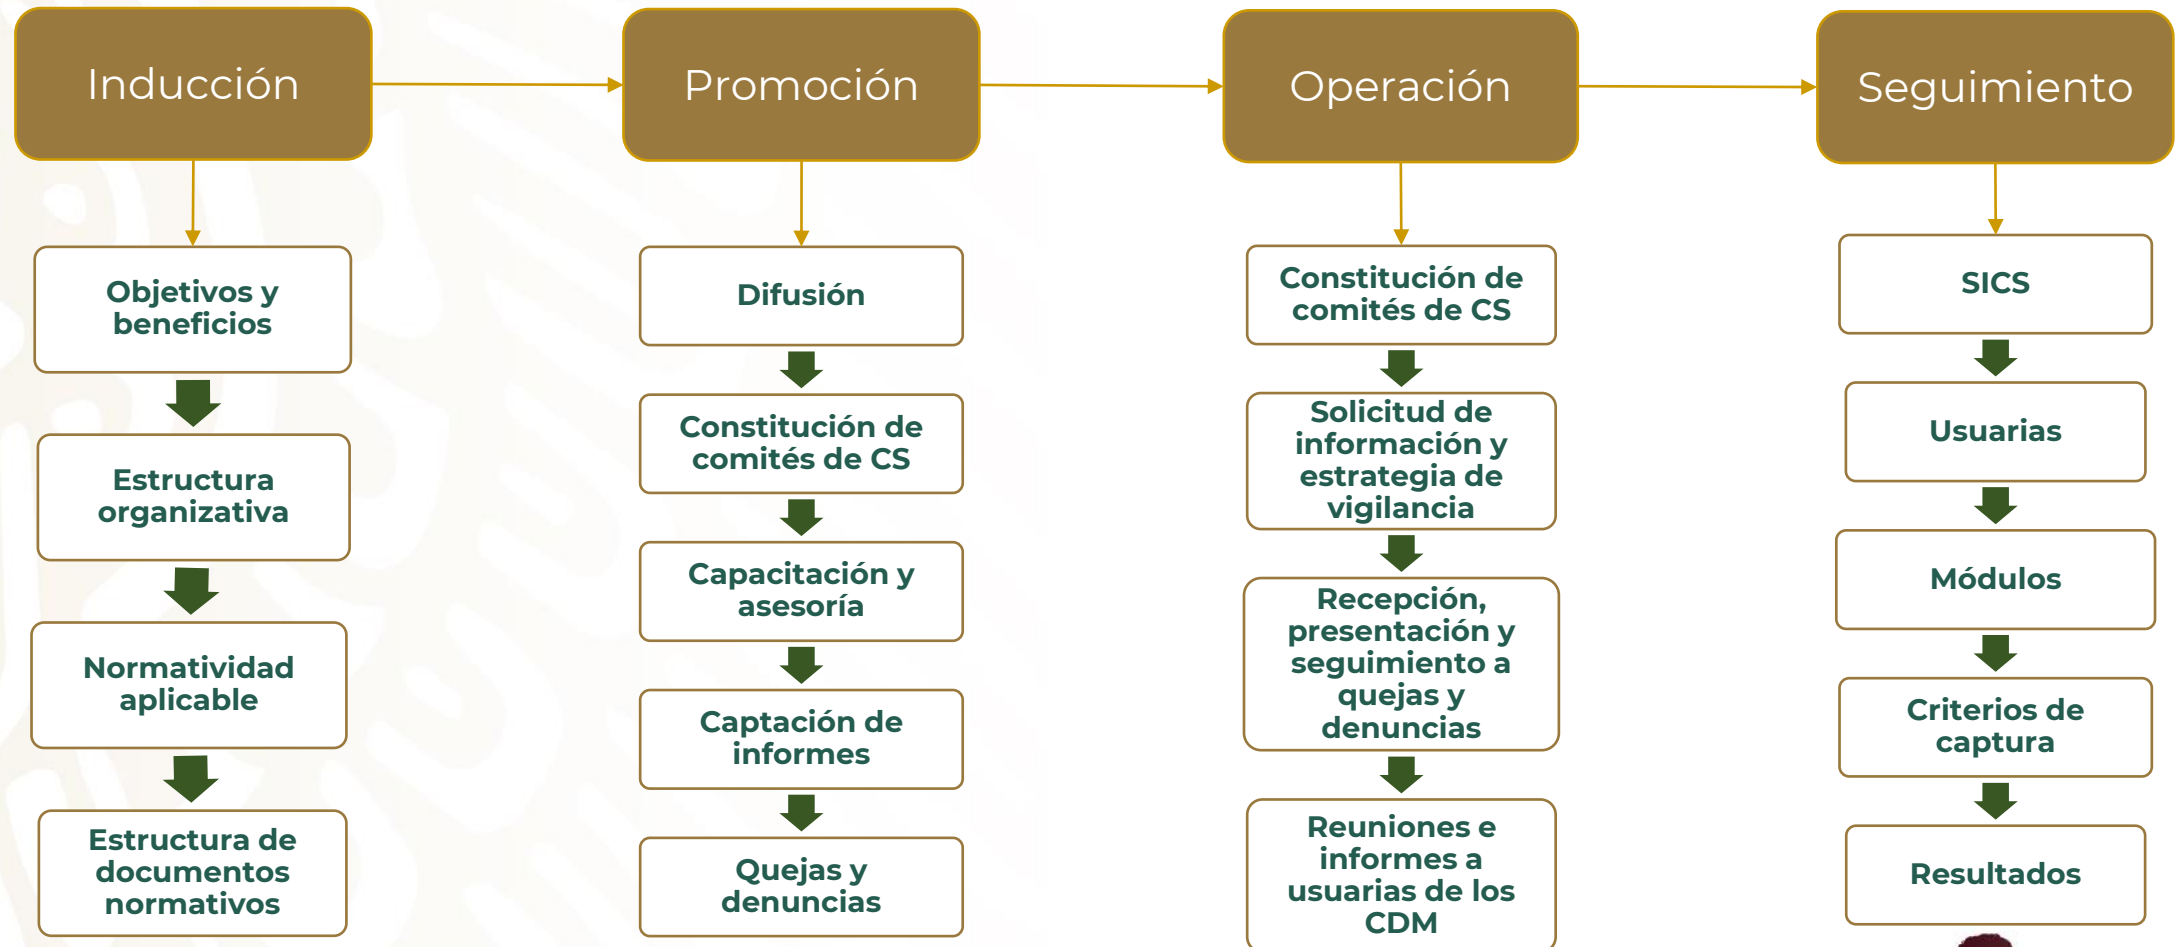 Inducción
Promoción
Operación
Seguimiento
Objetivos y
beneficios
Estructura
organizativa
Normatividad
aplicable
Estructura de
documentos
normativos
Difusión
Constitución de
comités de CS
Capacitación y
asesoría
Captación de
informes
Quejas y
denuncias
Constitución de
comités de CS
Solicitud de
información y
estrategia de
vigilancia
Recepción,
presentación y
seguimiento a
quejas y
denuncias
Reuniones e
informes a
usuarias de los
CDM
SICS
Usuarias
Módulos
Criterios de
captura
Resultados